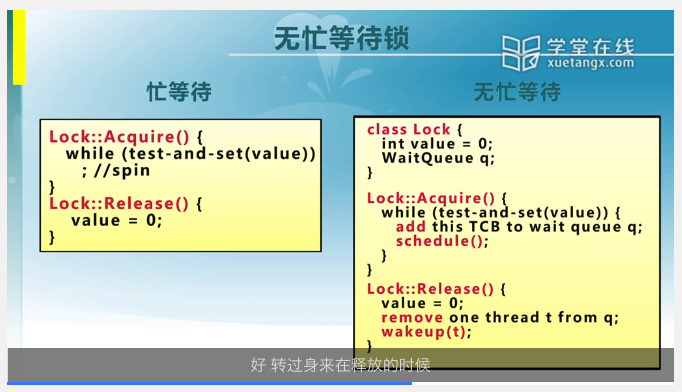 无忙等待锁
学堂在线
xuetangx.com
忙等待
Lock::Acquire() {
while (test-and-set(value))
; //spin
}
Lock::Release() {
value = 0;
}
无忙等待
class Lock {
int value = 0;
WaitQueue q;
}
Lock::Acquire() {
while (test-and-set(value)) {
add this TCB to wait queue q;
schedule();
}
}
Lock::Release() {
value = 0;
remove one thread t from q;
wakeup(t);
}
好 转过身来在释放的时候